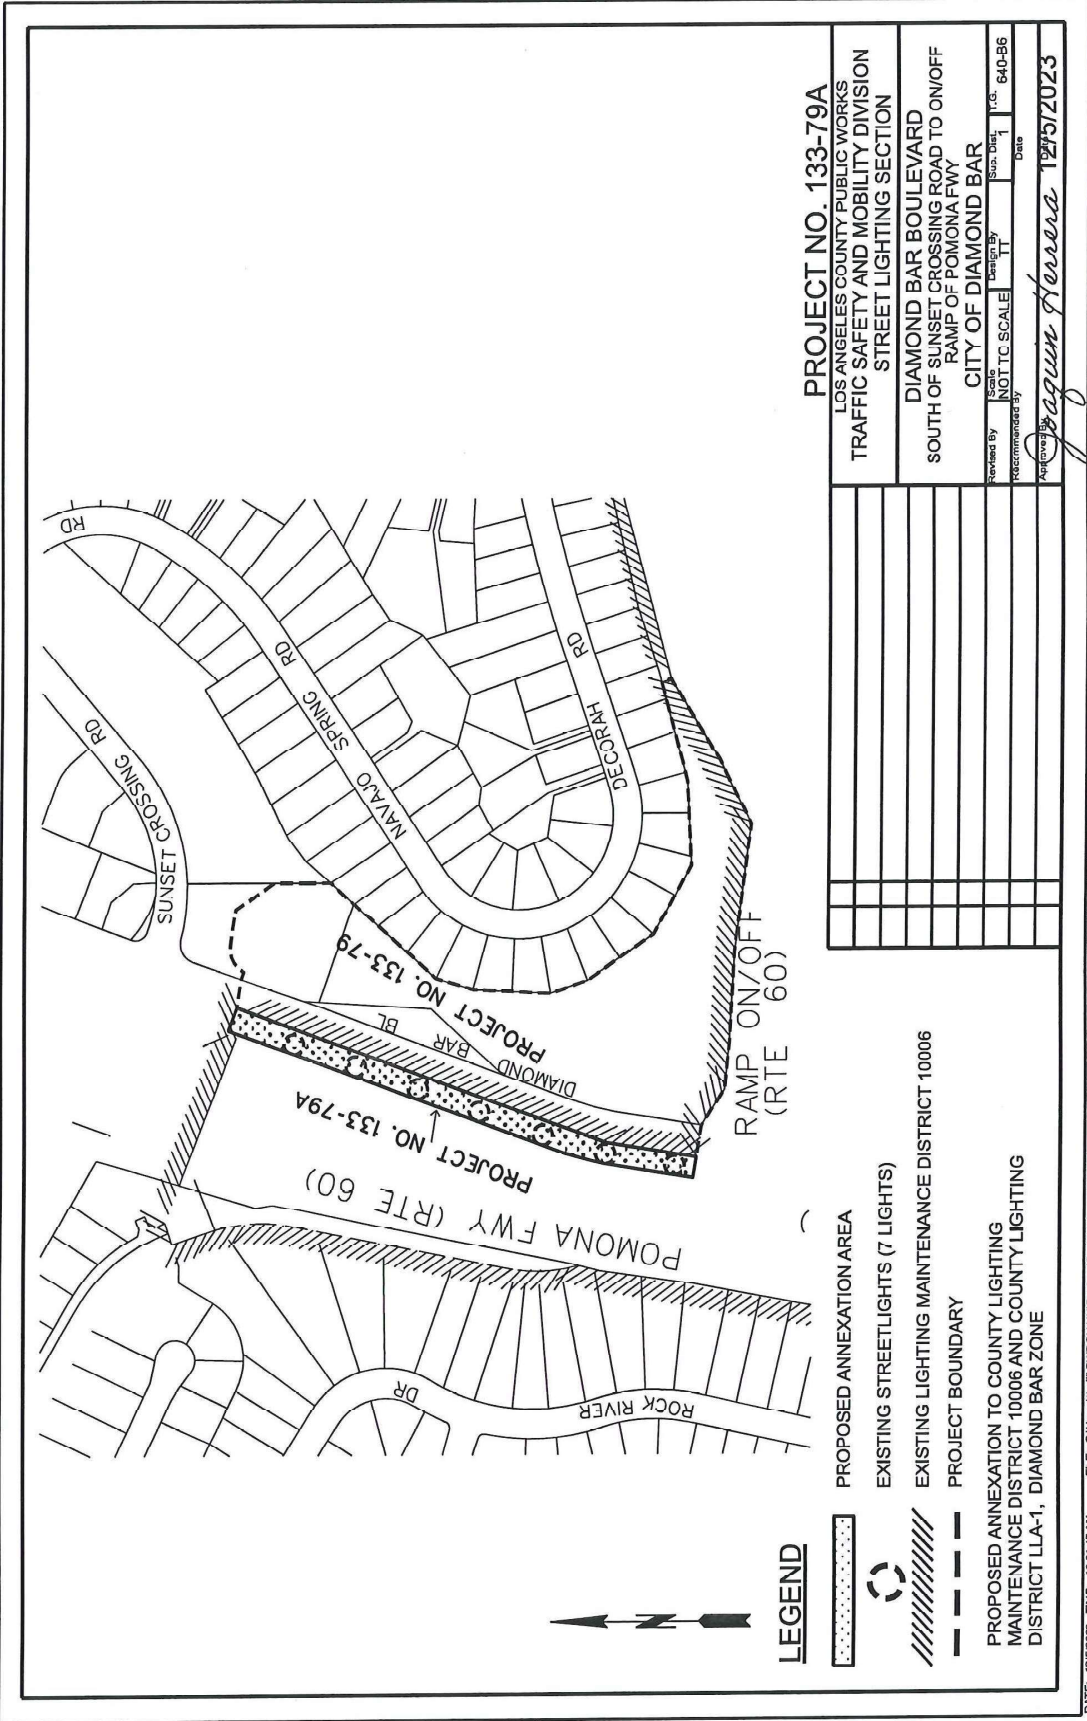 RD
SUNSET CROSSING RD
NAVAJO SPRING RD
DECORAH RD
PROJECT NO. 133-79
DIAMOND BAR BL
PROJECT NO. 133-79A
POMONA FWY (RTE 60)
RAMP ON/OFF
(RTE 60)
ROCK RIVER DR
N
LEGEND
PROPOSED ANNEXATION AREA
EXISTING STREETLIGHTS (7 LIGHTS)
EXISTING LIGHTING MAINTENANCE DISTRICT 10006
PROJECT BOUNDARY
PROPOSED ANNEXATION TO COUNTY LIGHTING
MAINTENANCE DISTRICT 10006 AND COUNTY LIGHTING
DISTRICT LLA-1, DIAMOND BAR ZONE
PROJECT NO. 133-79A
LOS ANGELES COUNTY PUBLIC WORKS
TRAFFIC SAFETY AND MOBILITY DIVISION
STREET LIGHTING SECTION
DIAMOND BAR BOULEVARD
SOUTH OF SUNSET CROSSING ROAD TO ON/OFF
RAMP OF POMONA FWY
CITY OF DIAMOND BAR
Revised By Scale NOT TO SCALE Design By TT Sup. Dist. 1 T.G. 640-B6
Recommended By Date
Approved By Joaquin Herrera Date 12/5/2023